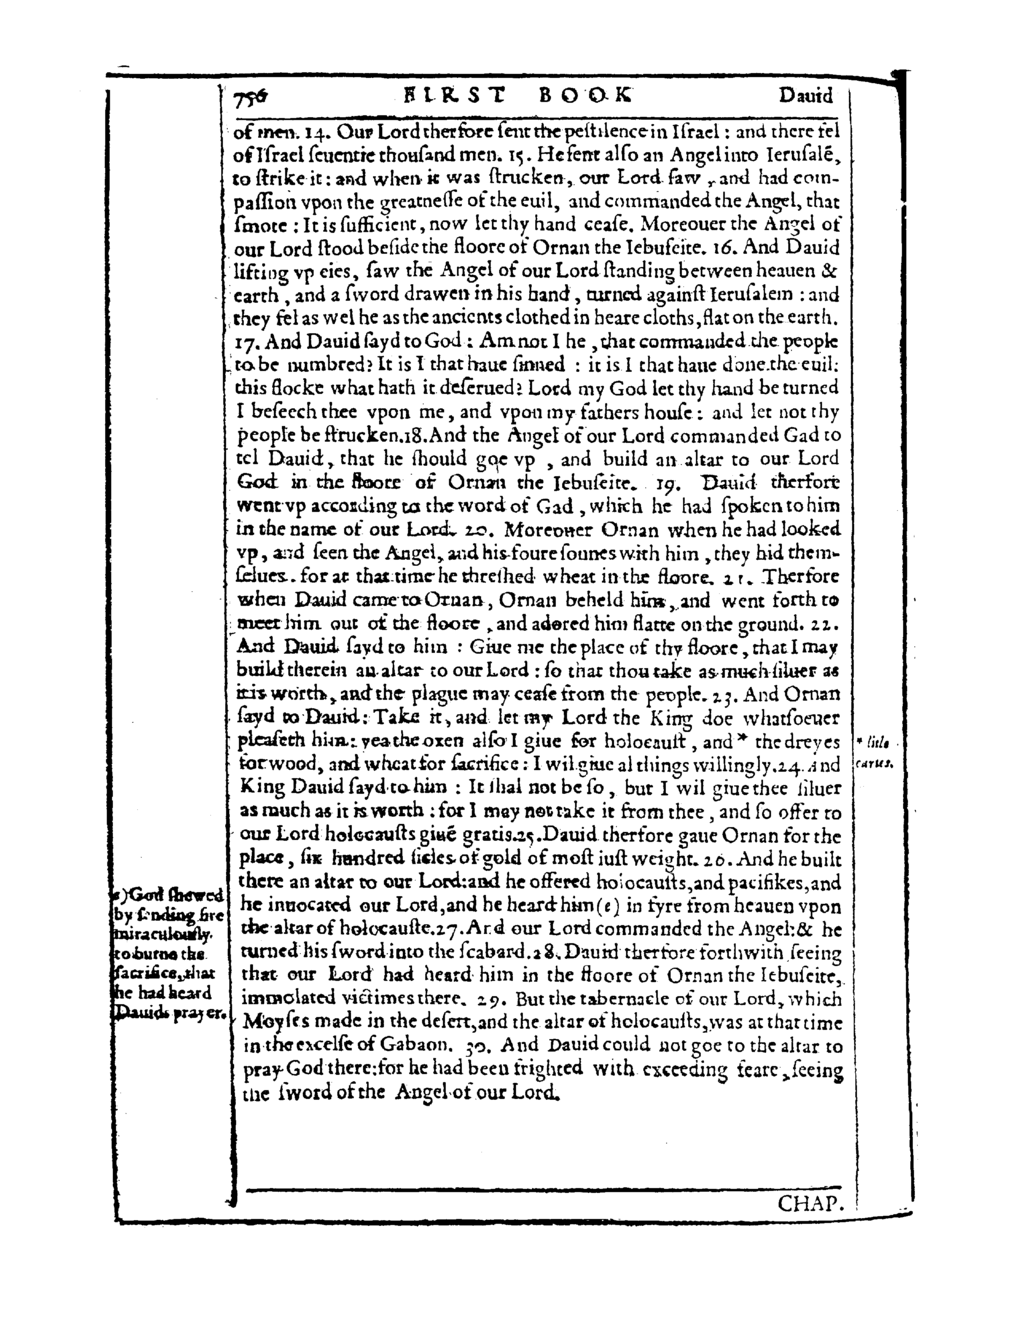 756 FIRST BOOK Dauid
of men. 14. Our Lord therfore ſent the peſtilence in Iſrael : and there fel
of Iſrael ſeuentie thouſand men. 15. He ſent alſo an Angel into Ieruſalē,
to ſtrike it : and when it was ſtrucken, our Lord ſaw, and had com-
paſſion vpon the greatneſſe of the euil, and commanded the Angel, that
ſmote : It is ſufficient, now let thy hand ceaſe. Moreouer the Angel of
our Lord ſtood beſide the floore of Ornan the Iebuſeite. 16. And Dauid
lifting vp eies, ſaw the Angel of our Lord ſtanding between heauen &
earth, and a ſword drawen in his hand, turned againſt Ieruſalem : and
they fel as wel he as the ancients clothed in heare cloths, flat on the earth.
17. And Dauid ſayd to God : Am not I he, that commanded the people
to be numbred? It is I that haue ſinned : it is I that haue done the euil:
this flocke what hath it deſerued? Lord my God let thy hand be turned
I beſeech thee vpon me, and vpon my fathers houſe : and let not thy
people be ſtrucken. 18. And the Angel of our Lord commanded Gad to
tel Dauid, that he ſhould goe vp, and build an altar to our Lord
God in the floore of Ornan the Iebuſeite. 19. Dauid therfore
went vp according to the word of Gad, which he had ſpoken to him
in the name of our Lord. 20. Moreouer Ornan when he had looked
vp, and ſeen the Angel, and his foure ſonnes with him, they hid them-
ſelues. for at that time he threſhed wheat in the floore. 21. Therfore
when Dauid came to Ornan, Ornan beheld him, and went forth to
meet him out of the floore, and adored him flatte on the ground. 22.
And Dauid ſayd to him : Giue me the place of thy floore, that I may
build therein an altar to our Lord : ſo that thou take as much ſiluer as
it is worth, and the plague may ceaſe from the people. 23. And Ornan
ſayd to Dauid : Take it, and let my Lord the King doe whatſoeuer
pleaſeth him : yea the oxen alſo I giue for holocauſt, and * the dreyes
for wood, and wheat for ſacrifice : I wil giue al things willingly. 24. And
King Dauid ſayd to him : It ſhal not be ſo, but I wil giue thee ſiluer
as much as it is worth : for I may not take it from thee, and ſo offer to
our Lord holocauſts giuē gratis. 25. Dauid therfore gaue Ornan for the
place, ſix hundred ſicles of gold of moſt iuſt weight. 26. And he built
there an altar to our Lord: and he offered holocauſts, and pacifikes, and
he inuocated our Lord, and he heard him (e) in fyre from heauen vpon
the altar of holocauſte. 27. And our Lord commanded the Angel: & he
turned his ſword into the ſcabard. 28. Dauid therfore forthwith ſeeing
that our Lord had heard him in the floore of Ornan the Iebuſeite,
immolated victimes there. 29. But the tabernacle of our Lord, which
Moyſes made in the deſert, and the altar of holocauſts, was at that time
in the excelſe of Gabaon. 30. And Dauid could not goe to the altar to
pray God there: for he had been frighted with exceeding feare, ſeeing
the ſword of the Angel of our Lord.
* litle
cartes.
e) God ſhewed
by ſending fire
miraculouſly
to burne the
ſacrifice, that
he had heard
Dauids prayer.
CHAP.